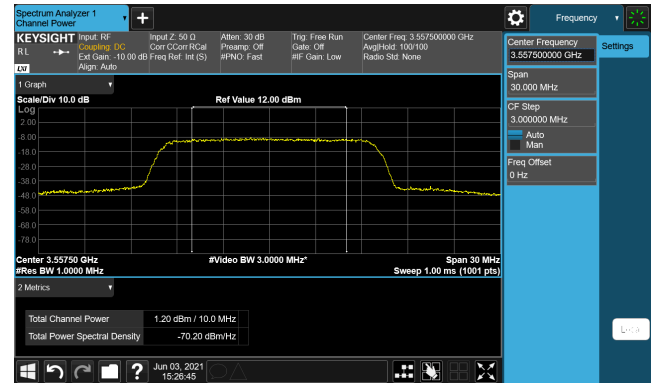 Spectrum Analyzer 1
Channel Power
+
Frequency
KEYSIGHT
RL
LXI
Input: RF
Coupling: DC
Ext Gain: -10.00 dB
Align: Auto
Input Z: 50 Ω
Corr CCorr RCal
Freq Ref: Int (S)
Atten: 30 dB
Preamp: Off
#PNO: Fast
Trig: Free Run
Gate: Off
#IF Gain: Low
Center Freq: 3.557500000 GHz
Avg|Hold: 100/100
Radio Std: None
Center Frequency
3.557500000 GHz
Settings
Span
30.000 MHz
CF Step
3.000000 MHz
Auto
Man
Freq Offset
0 Hz
1 Graph
Scale/Div 10.0 dB
Ref Value 12.00 dBm
Log
2.00
-8.00
-18.0
-28.0
-38.0
-48.0
-58.0
-68.0
-78.0
Center 3.55750 GHz
#Video BW 3.0000 MHz*
Span 30 MHz
#Res BW 1.0000 MHz
Sweep 1.00 ms (1001 pts)
2 Metrics
Total Channel Power
1.20 dBm / 10.0 MHz
Total Power Spectral Density
-70.20 dBm/Hz
Jun 03, 2021
15:26:45
?